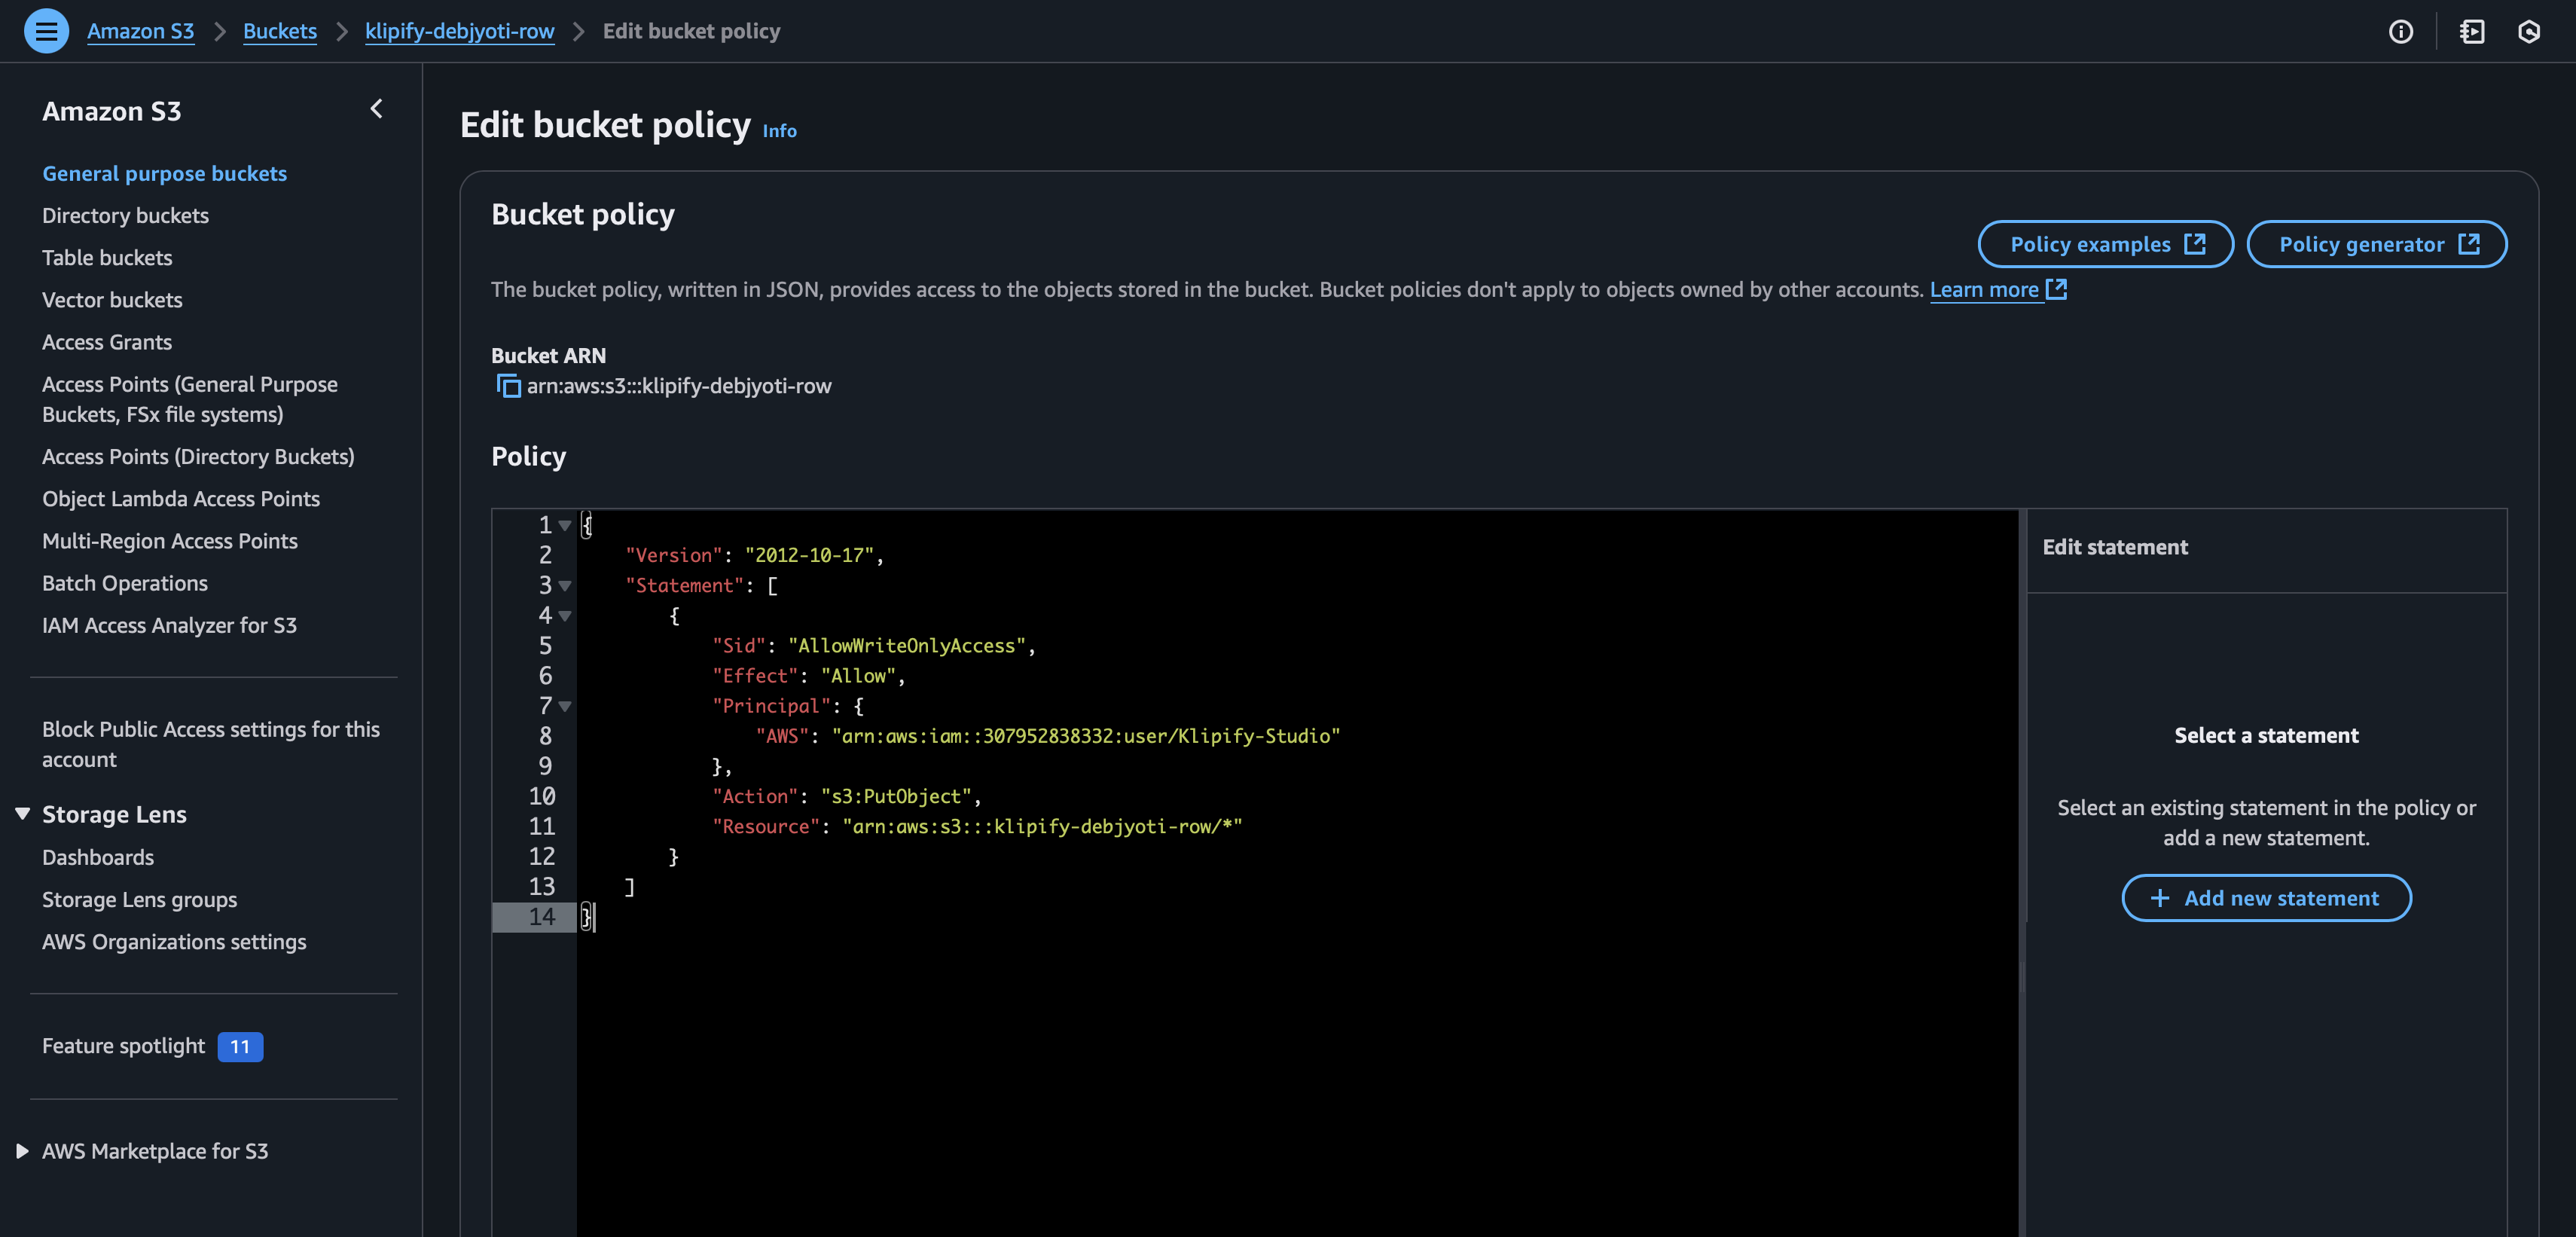 Amazon S3 > Buckets > klipify-debjyoti-row > Edit bucket policy
Amazon S3
General purpose buckets
Directory buckets
Table buckets
Vector buckets
Access Grants
Access Points (General Purpose
Buckets, FSx file systems)
Access Points (Directory Buckets)
Object Lambda Access Points
Multi-Region Access Points
Batch Operations
IAM Access Analyzer for S3
Block Public Access settings for this
account
Storage Lens
Dashboards
Storage Lens groups
AWS Organizations settings
Feature spotlight 11
AWS Marketplace for S3
Edit bucket policy Info
Bucket policy
Policy examples
Policy generator
The bucket policy, written in JSON, provides access to the objects stored in the bucket. Bucket policies don't apply to objects owned by other accounts. Learn more
Bucket ARN
arn:aws:s3:::klipify-debjyoti-row
Policy
1 {
2 "Version": "2012-10-17",
3 "Statement": [
4 {
5 "Sid": "AllowWriteOnlyAccess",
6 "Effect": "Allow",
7 "Principal": {
8 "AWS": "arn:aws:iam::307952838332:user/Klipify-Studio"
9 },
10 "Action": "s3:PutObject",
11 "Resource": "arn:aws:s3:::klipify-debjyoti-row/*"
12 }
13 ]
14 }
Edit statement
Select a statement
Select an existing statement in the policy or
add a new statement.
+ Add new statement